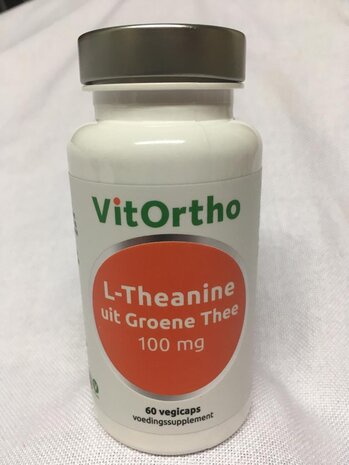 VitOrtho
L-Theanine
uit Groene Thee
100 mg
60 vegicaps
voedingssupplement